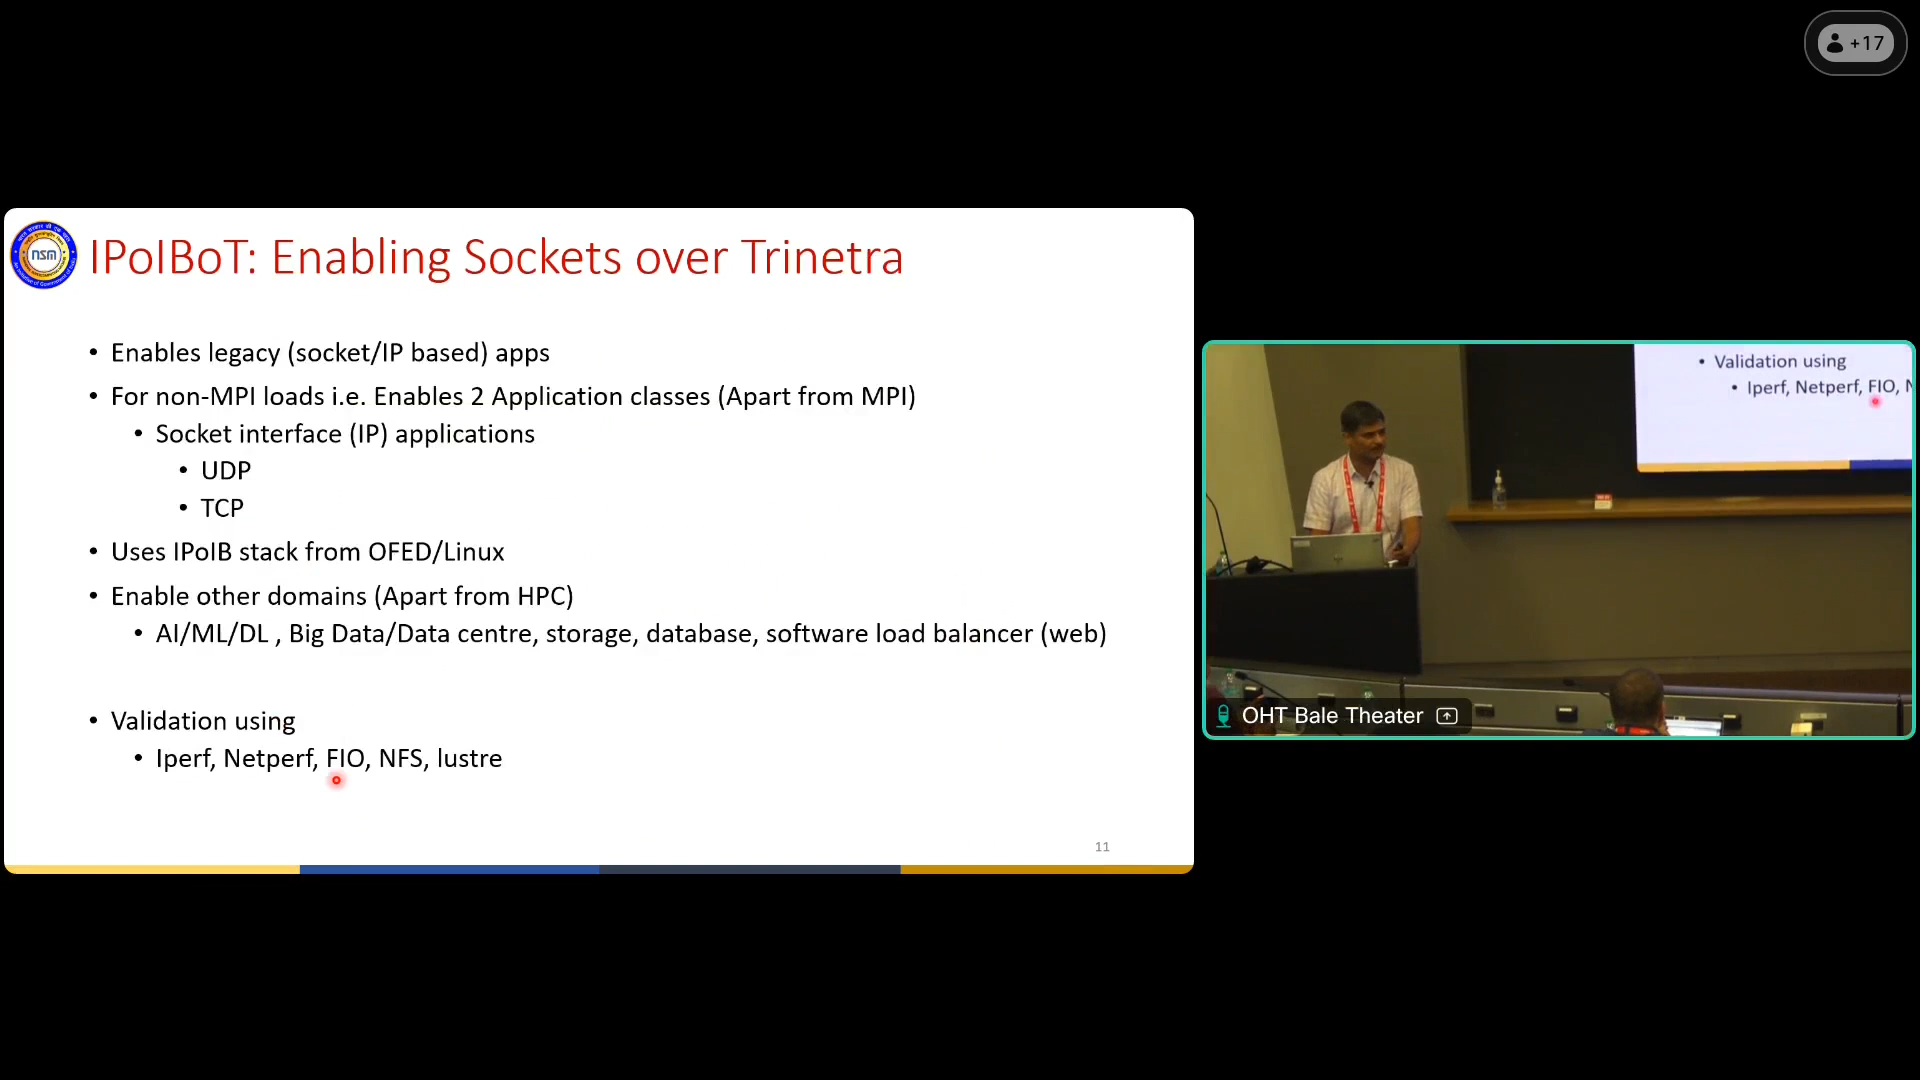 +17
nsm
IPoIBoT: Enabling Sockets over Trinetra
• Enables legacy (socket/IP based) apps
• For non-MPI loads i.e. Enables 2 Application classes (Apart from MPI)
• Socket interface (IP) applications
• UDP
• TCP
• Uses IPoIB stack from OFED/Linux
• Enable other domains (Apart from HPC)
• AI/ML/DL , Big Data/Data centre, storage, database, software load balancer (web)
• Validation using
• Iperf, Netperf, FIO, NFS, lustre
11
• Validation using
• Iperf, Netperf, FIO, N
OHT Bale Theater